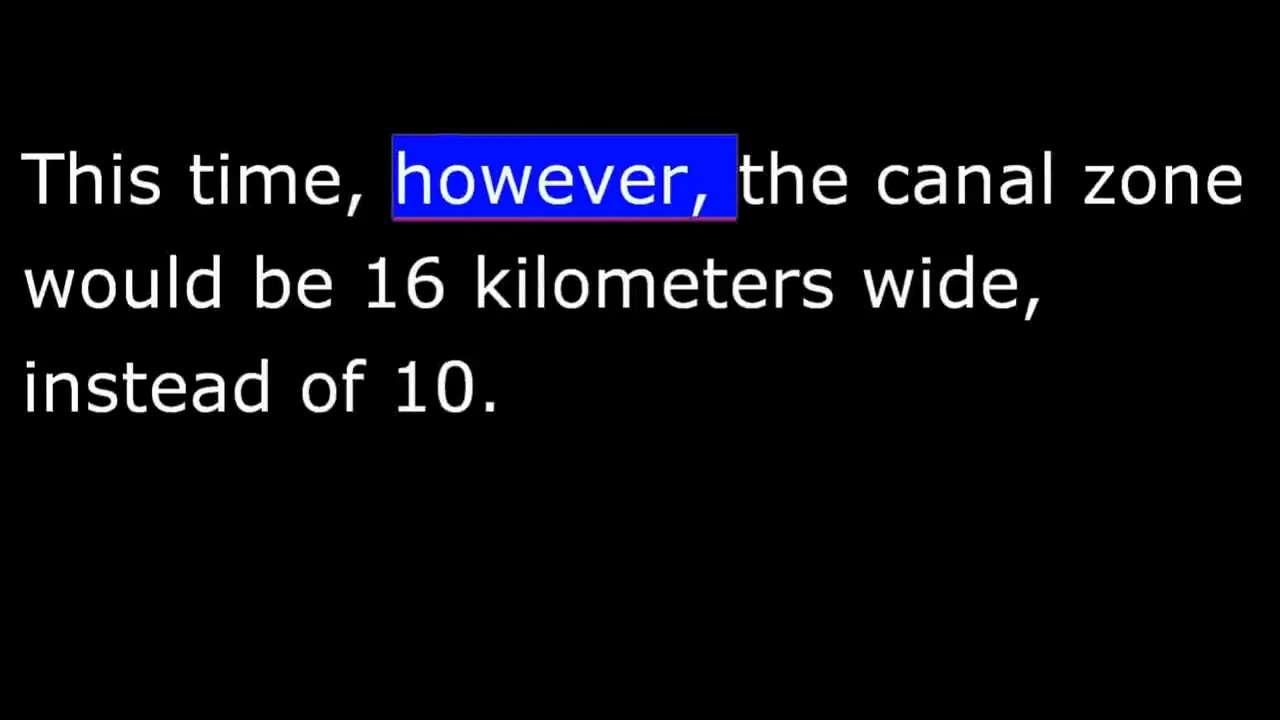 This time, however, the canal zone
would be 16 kilometers wide,
instead of 10.